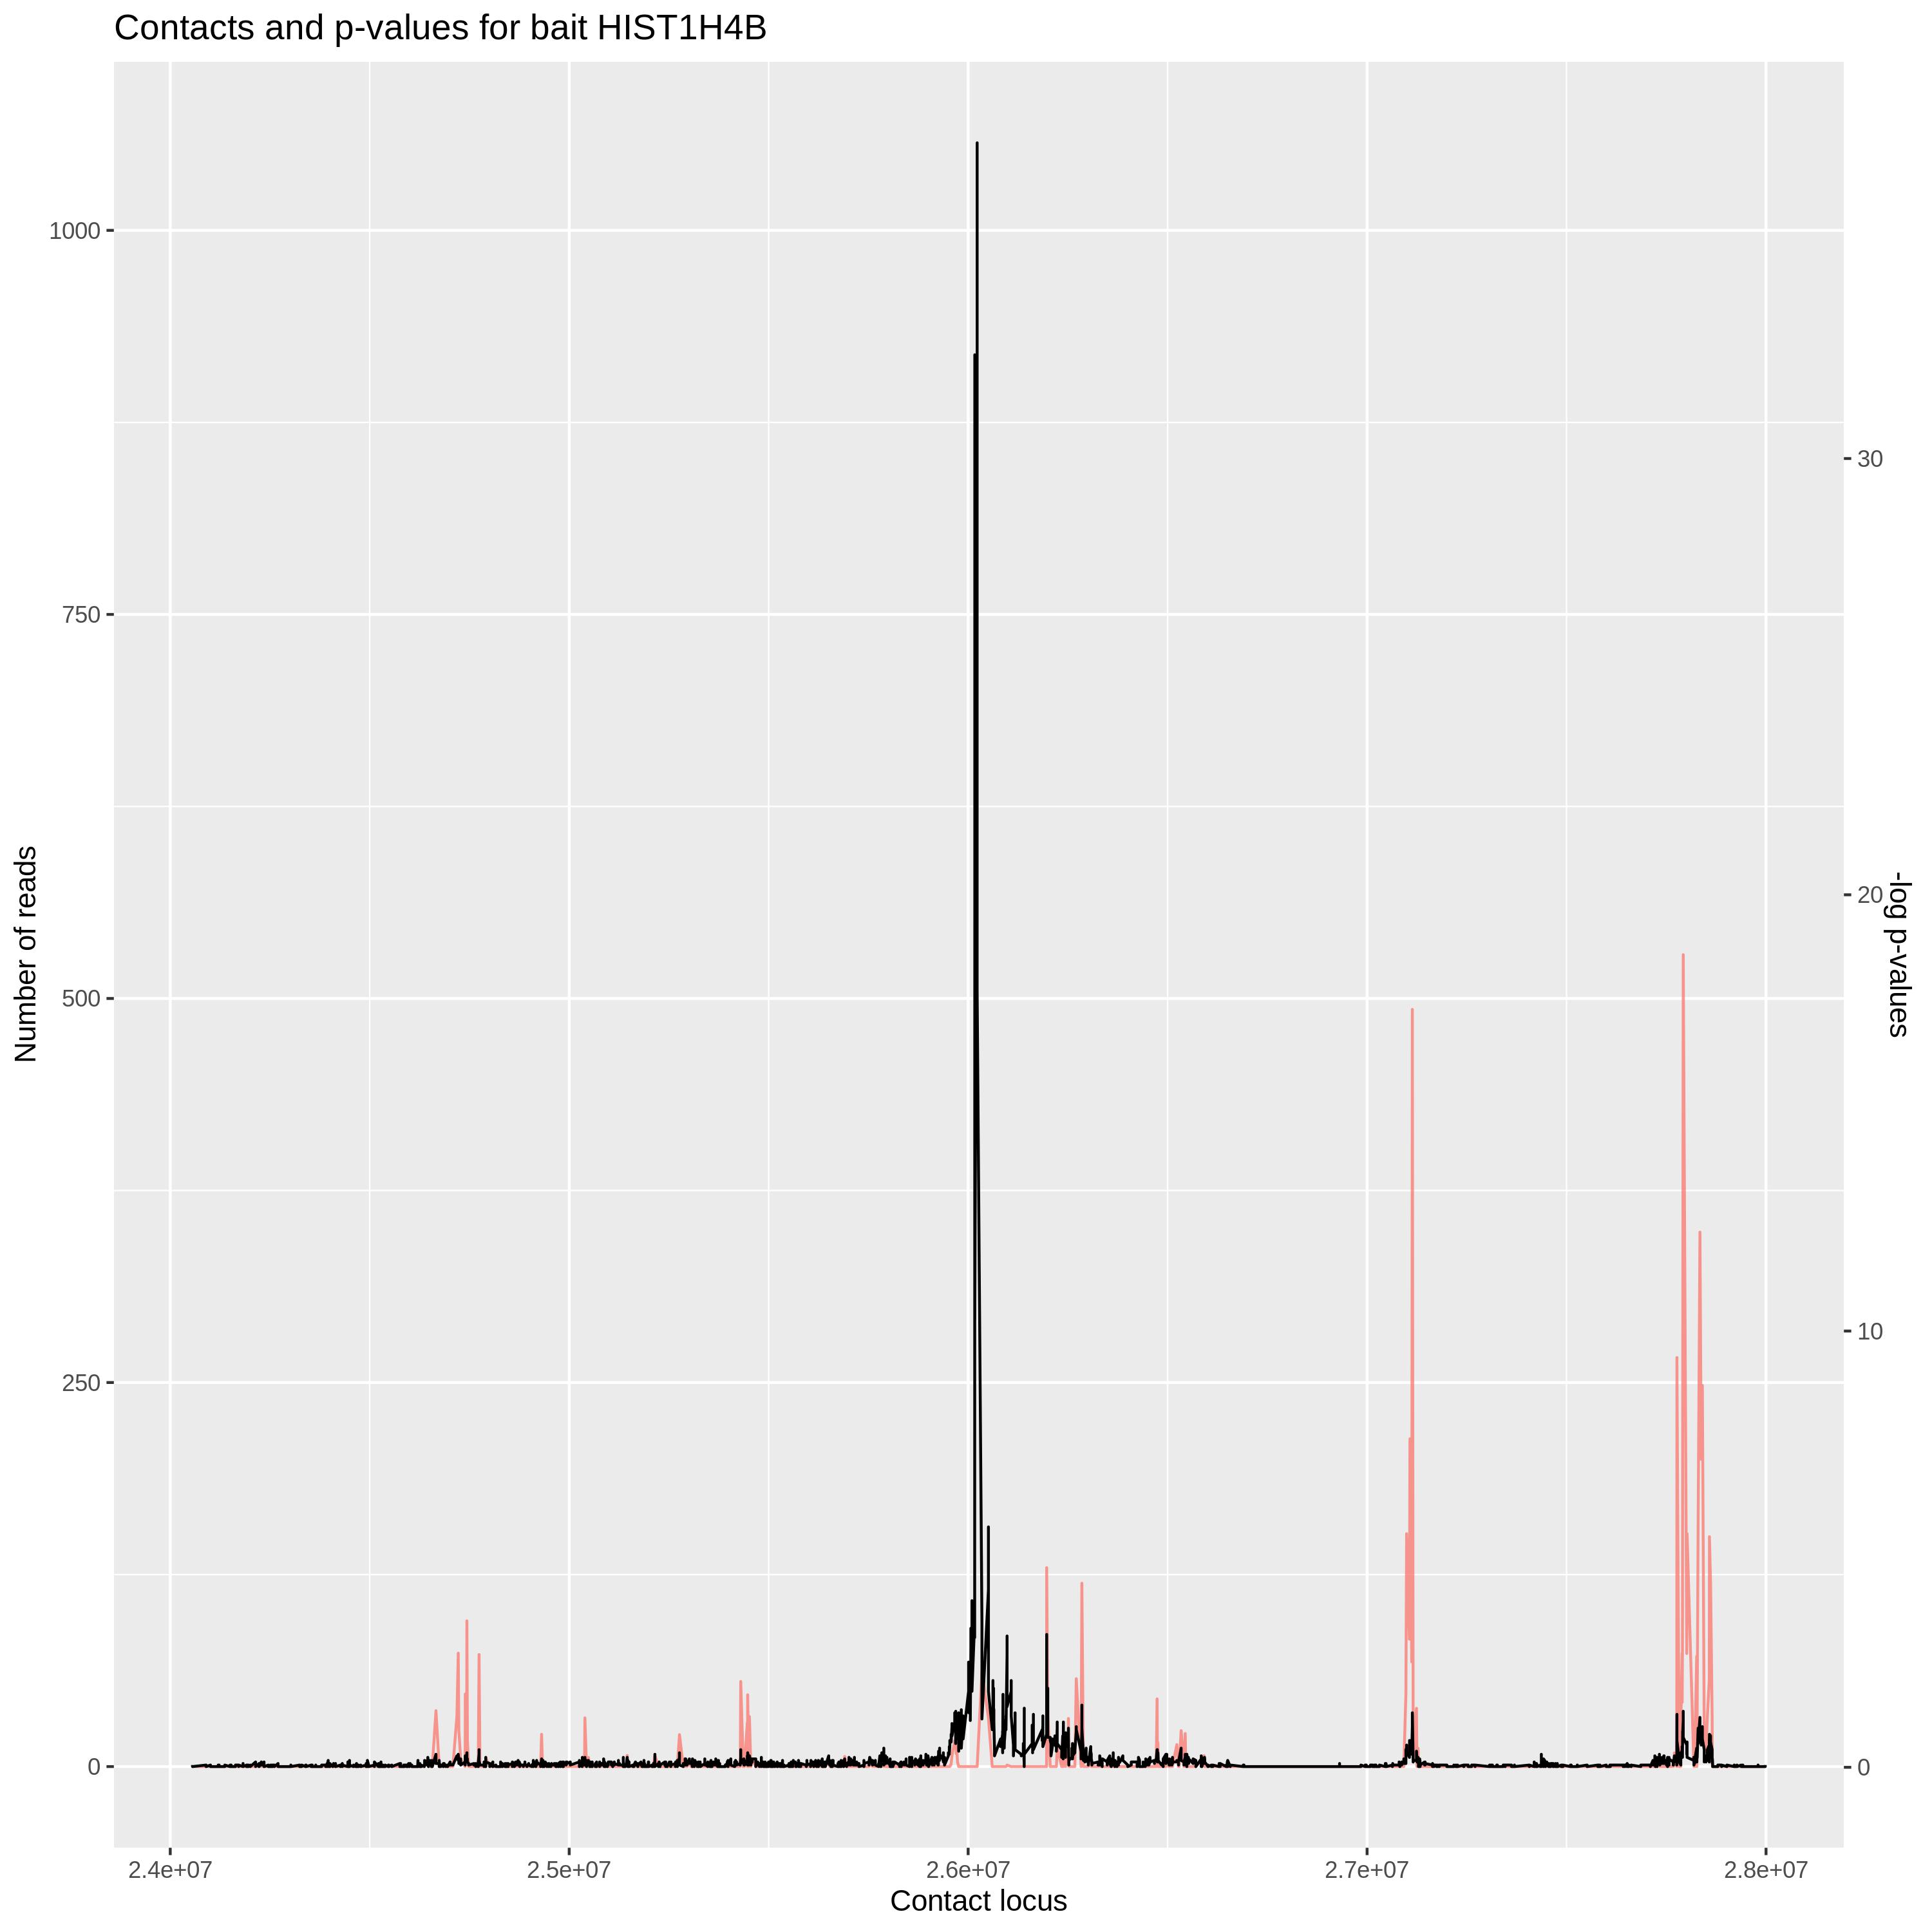 Contacts and p-values for bait HIST1H4B
1000
750
500
250
0
Number of reads
30
20
10
0
-log p-values
2.4e+07
2.5e+07
2.6e+07
2.7e+07
2.8e+07
Contact locus